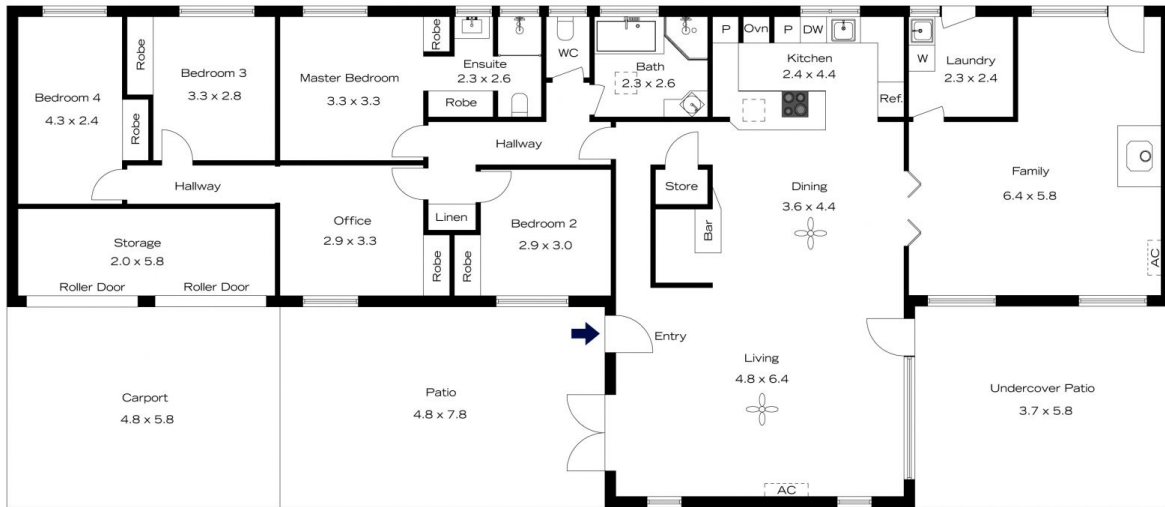 Bedroom 4
4.3 x 2.4
Robe
Robe
Bedroom 3
3.3 x 2.8
Master Bedroom
3.3 x 3.3
Robe
Ensuite
2.3 x 2.6
Robe
WC
Bath
2.3 x 2.6
P
Ovn
P
DW
Kitchen
2.4 x 4.4
Ref.
W
Laundry
2.3 x 2.4
Hallway
Hallway
Store
Bar
Dining
3.6 x 4.4
Family
6.4 x 5.8
AC
Storage
2.0 x 5.8
Roller Door
Roller Door
Office
2.9 x 3.3
Linen
Robe
Robe
Bedroom 2
2.9 x 3.0
Entry
Living
4.8 x 6.4
AC
Carport
4.8 x 5.8
Patio
4.8 x 7.8
Undercover Patio
3.7 x 5.8